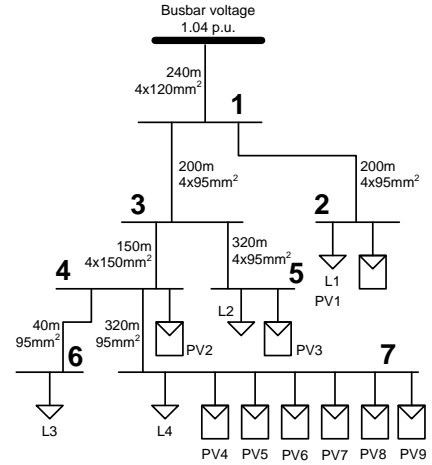 Busbar voltage
1.04 p.u.
240m
4x120mm²
1
200m
4x95mm²
200m
4x95mm²
3
2
150m
4x150mm²
320m
4x95mm²
L1
PV1
4
5
40m
95mm²
320m
95mm²
PV2
L2
PV3
6
7
L3
L4
PV4 PV5 PV6 PV7 PV8 PV9